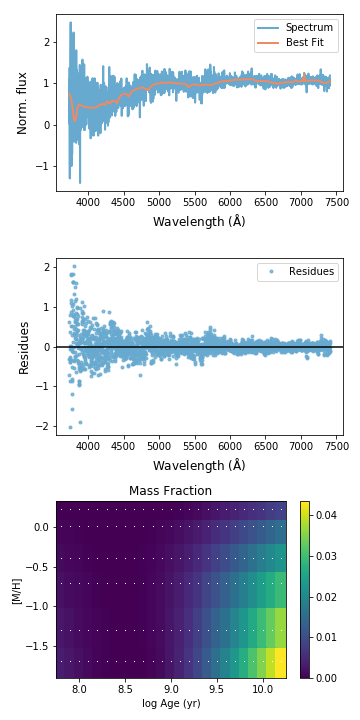 Norm. flux
2
1
0
−1
Spectrum
Best Fit
4000 4500 5000 5500 6000 6500 7000 7500
Wavelength (Å)
Residues
2
1
0
−1
−2
Residues
4000 4500 5000 5500 6000 6500 7000 7500
Wavelength (Å)
Mass Fraction
[M/H]
0.0
−0.5
−1.0
−1.5
8.0 8.5 9.0 9.5 10.0
log Age (yr)
0.04
0.03
0.02
0.01
0.00